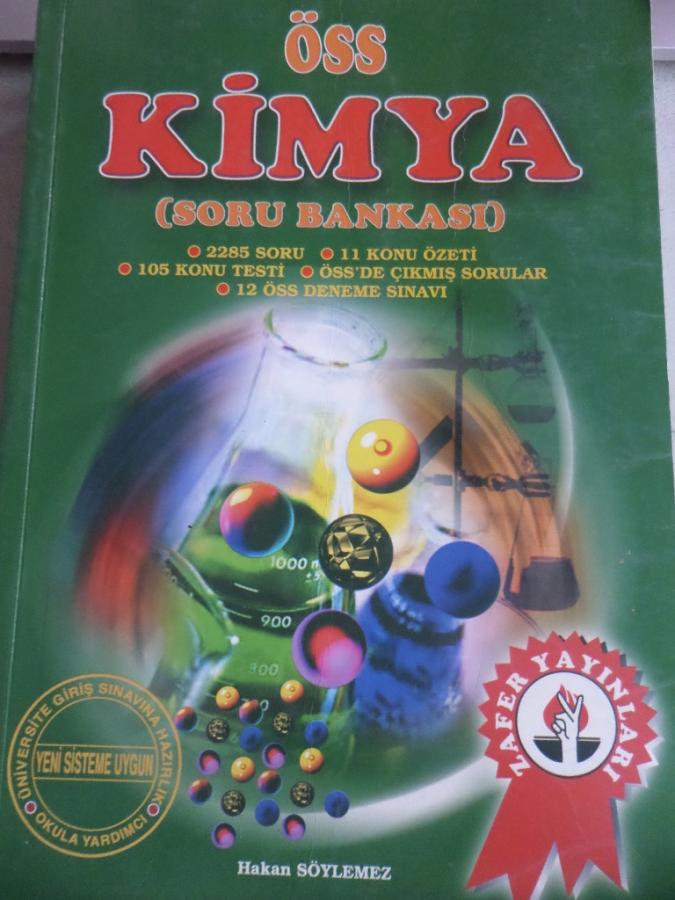 ÖSS
KİMYA
(SORU BANKASI)
● 2285 SORU ● 11 KONU ÖZETİ
● 105 KONU TESTİ ● ÖSS'DE ÇIKMIŞ SORULAR
● 12 ÖSS DENEME SINAVI
1000 m
±5
900
800
ZAFER YAYINLARI
ÜNİVERSİTE GİRİŞ SINAVINA HAZIRLIK
YENİ SİSTEME UYGUN
● OKULA YARDIMCI ●
Hakan SÖYLEMEZ